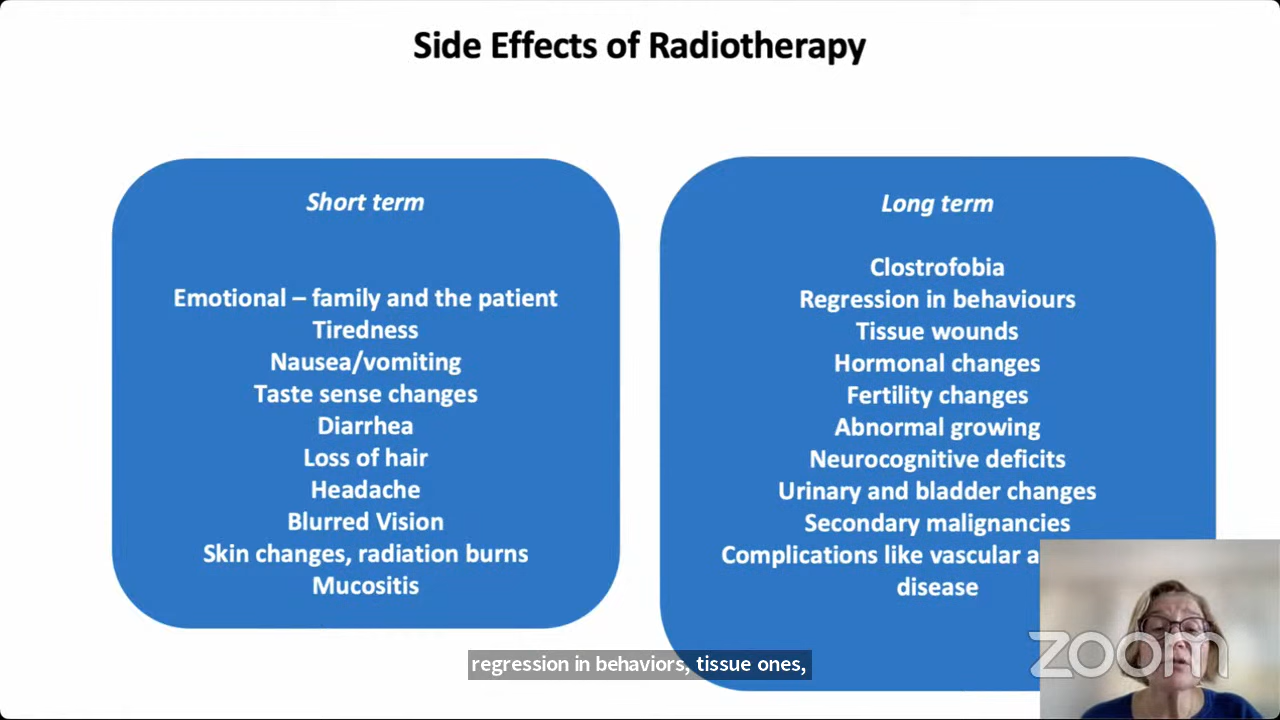 Side Effects of Radiotherapy
Short term
Emotional – family and the patient
Tiredness
Nausea/vomiting
Taste sense changes
Diarrhea
Loss of hair
Headache
Blurred Vision
Skin changes, radiation burns
Mucositis
Long term
Clostrofobia
Regression in behaviours
Tissue wounds
Hormonal changes
Fertility changes
Abnormal growing
Neurocognitive deficits
Urinary and bladder changes
Secondary malignancies
Complications like vascular
disease
regression in behaviors, tissue ones,
zoom